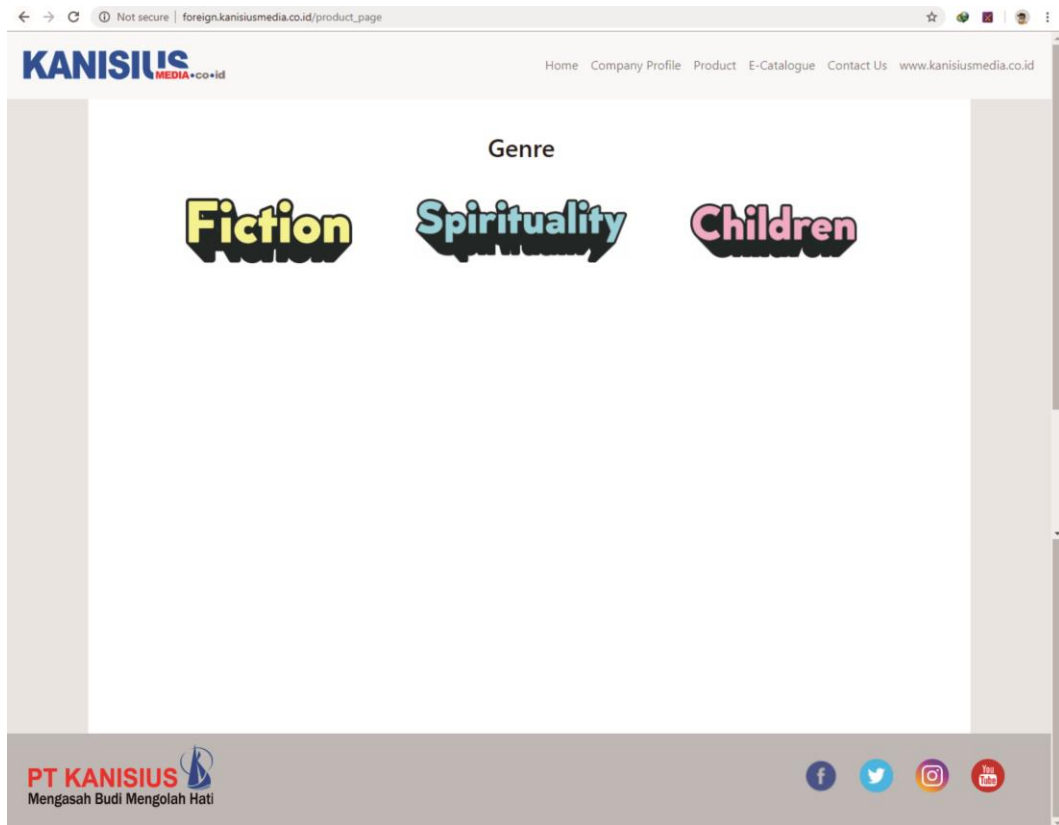 Not secure | foreign.kanisiusmedia.co.id/product_page
KANISIUS
MEDIA.co.id
Home Company Profile Product E-Catalogue Contact Us www.kanisiusmedia.co.id
Genre
Fiction Spirituality Children
PT KANISIUS
Mengasah Budi Mengolah Hati
You
Tube